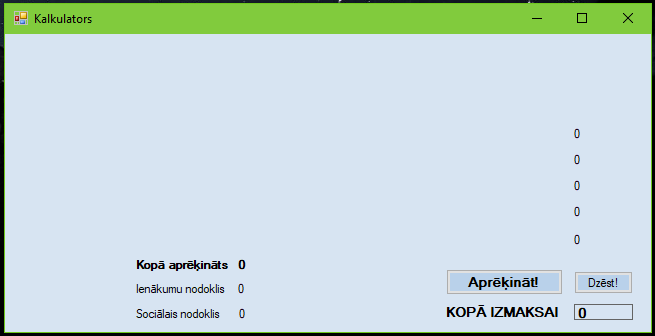 Kalkulators
0
0
0
0
0
Kopā aprēķināts 0
Ienākumu nodoklis 0
Aprēķināt! Dzēst!
Sociālais nodoklis 0
KOPĀ IZMAKSAI 0